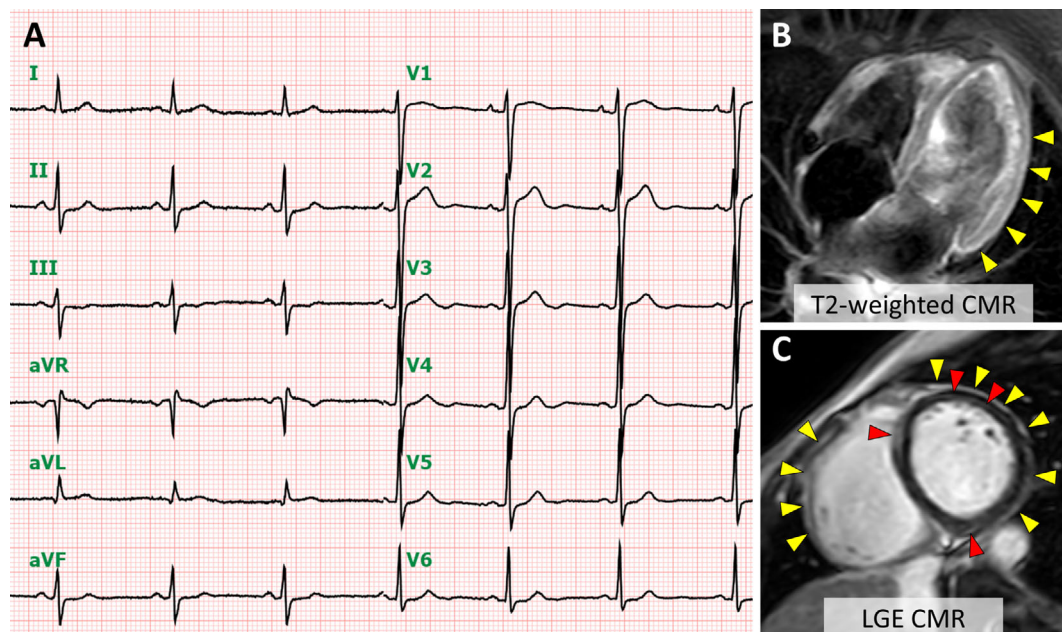 A
I
V1
II
V2
III
V3
aVR
V4
aVL
V5
aVF
V6
B
T2-weighted CMR
C
LGE CMR